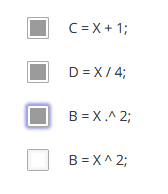 C = X + 1;
D = X / 4;
B = X .^ 2;
B = X ^ 2;